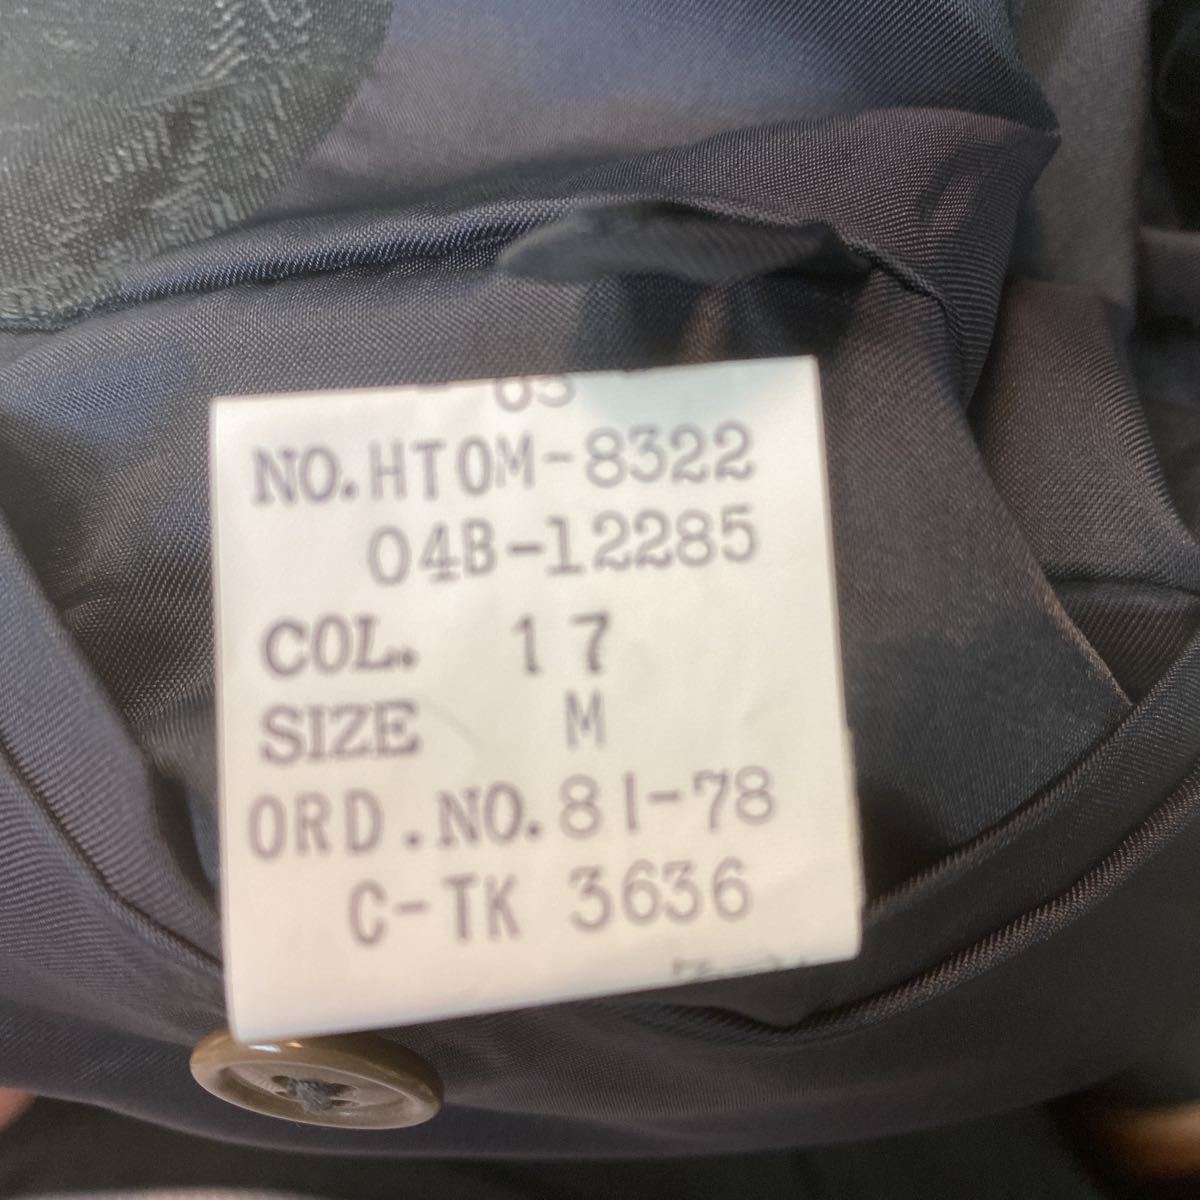 NO.HTOM-8322
04B-12285
COL. 17
SIZE M
ORD.NO.81-78
C-TK 3636